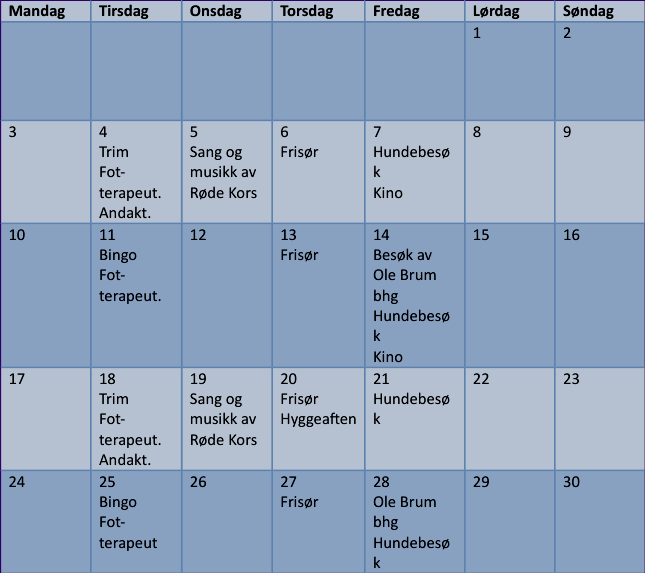 Mandag Tirsdag Onsdag Torsdag Fredag Lørdag Søndag
1 2
3 4 5 6 7 8 9
Trim Sang og Frisør Hundebesø
Fot- musikk av k
terapeut. Røde Kors Kino
Andakt.
10 11 12 13 14 15 16
Bingo Frisør Besøk av
Fot- Ole Brum
terapeut. bhg
Hundebesø
k
Kino
17 18 19 20 21 22 23
Trim Sang og Frisør Hundebesø
Fot- musikk av Hyggeaften k
terapeut. Røde Kors
Andakt.
24 25 26 27 28 29 30
Bingo Frisør Ole Brum
Fot- bhg
terapeut Hundebesø
k